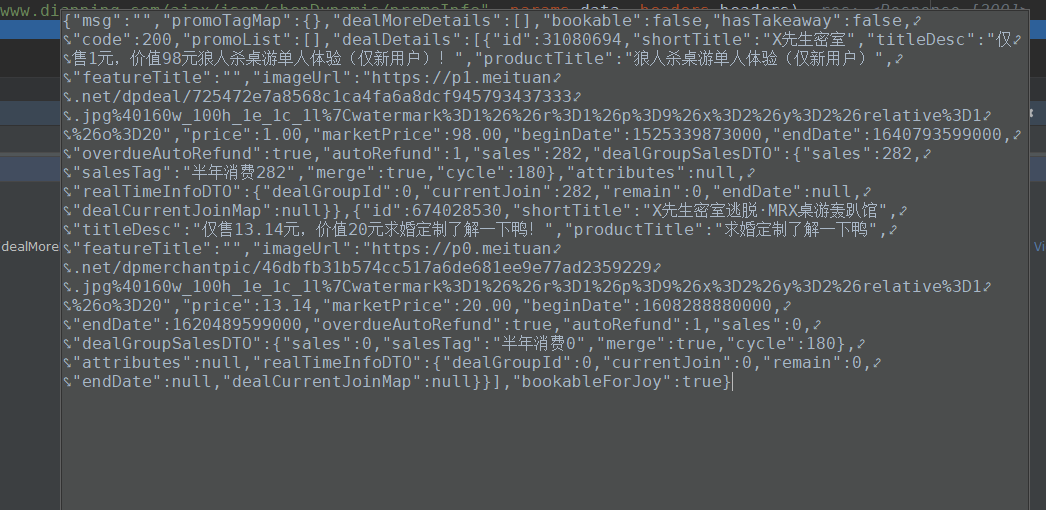 www.dianping.com/ajax/json/shopDynamic/promoInfo", params=data, headers=headers) res: <Response [200]>
{"msg":"","promoTagMap":{},"dealMoreDetails":[],"bookable":false,"hasTakeaway":false,
"code":200,"promoList":[],"dealDetails":[{"id":31080694,"shortTitle":"X先生密室","titleDesc":"仅
售1元，价值98元狼人杀桌游单人体验（仅新用户）！","productTitle":"狼人杀桌游单人体验（仅新用户）",
"featureTitle":"","imageUrl":"https://p1.meituan
.net/dpdeal/725472e7a8568c1ca4fa6a8dcf945793437333
.jpg%40160w_100h_1e_1c_1l%7Cwatermark%3D1%26%26r%3D1%26p%3D9%26x%3D2%26y%3D2%26relative%3D1
%26o%3D20","price":1.00,"marketPrice":98.00,"beginDate":1525339873000,"endDate":1640793599000,
"overdueAutoRefund":true,"autoRefund":1,"sales":282,"dealGroupSalesDTO":{"sales":282,
"salesTag":"半年消费282","merge":true,"cycle":180},"attributes":null,
"realTimeInfoDTO":{"dealGroupId":0,"currentJoin":282,"remain":0,"endDate":null,
"dealCurrentJoinMap":null}},{"id":674028530,"shortTitle":"X先生密室逃脱·MRX桌游轰趴馆",
"titleDesc":"仅售13.14元，价值20元求婚定制了解一下鸭！","productTitle":"求婚定制了解一下鸭",
"featureTitle":"","imageUrl":"https://p0.meituan
.net/dpmerchantpic/46dbfb31b574cc517a6de681ee9e77ad2359229
.jpg%40160w_100h_1e_1c_1l%7Cwatermark%3D1%26%26r%3D1%26p%3D9%26x%3D2%26y%3D2%26relative%3D1
%26o%3D20","price":13.14,"marketPrice":20.00,"beginDate":1608288880000,
"endDate":1620489599000,"overdueAutoRefund":true,"autoRefund":1,"sales":0,
"dealGroupSalesDTO":{"sales":0,"salesTag":"半年消费0","merge":true,"cycle":180},
"attributes":null,"realTimeInfoDTO":{"dealGroupId":0,"currentJoin":0,"remain":0,
"endDate":null,"dealCurrentJoinMap":null}}],"bookableForJoy":true}
dealMore
Vi